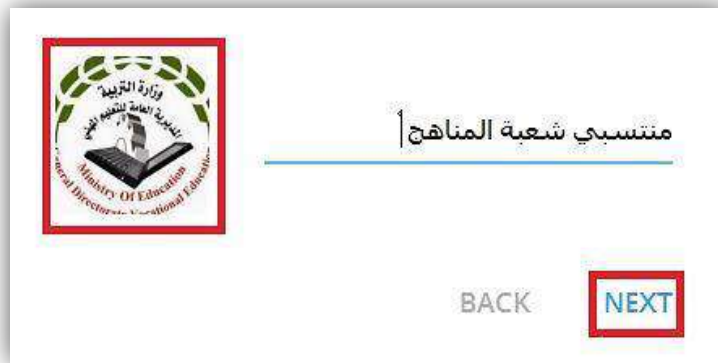 وزارة التربية
المديرية العامة للتعليم المهني
Ministry Of Education
General Directorate Vocational Education
منتسبي شعبة المناهج
BACK
NEXT